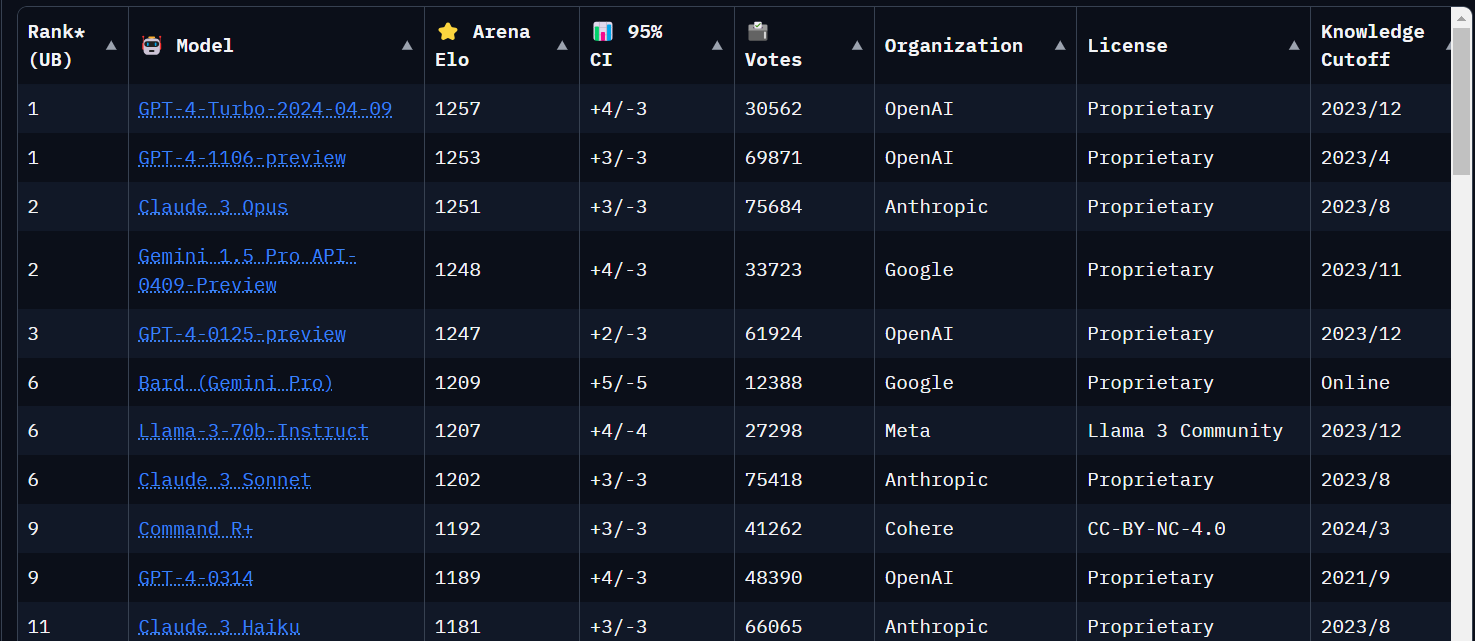 Rank* (UB) ▲ 🤖 Model ▲ ⭐ Arena Elo ▲ 📊 95% CI ▲ 🗳️ Votes ▲ Organization ▲ License ▲ Knowledge Cutoff ▲
1 GPT-4-Turbo-2024-04-09 1257 +4/-3 30562 OpenAI Proprietary 2023/12
1 GPT-4-1106-preview 1253 +3/-3 69871 OpenAI Proprietary 2023/4
2 Claude 3 Opus 1251 +3/-3 75684 Anthropic Proprietary 2023/8
2 Gemini 1.5 Pro API-0409-Preview 1248 +4/-3 33723 Google Proprietary 2023/11
3 GPT-4-0125-preview 1247 +2/-3 61924 OpenAI Proprietary 2023/12
6 Bard (Gemini Pro) 1209 +5/-5 12388 Google Proprietary Online
6 Llama-3-70b-Instruct 1207 +4/-4 27298 Meta Llama 3 Community 2023/12
6 Claude 3 Sonnet 1202 +3/-3 75418 Anthropic Proprietary 2023/8
9 Command R+ 1192 +3/-3 41262 Cohere CC-BY-NC-4.0 2024/3
9 GPT-4-0314 1189 +4/-3 48390 OpenAI Proprietary 2021/9
11 Claude 3 Haiku 1181 +3/-3 66065 Anthropic Proprietary 2023/8